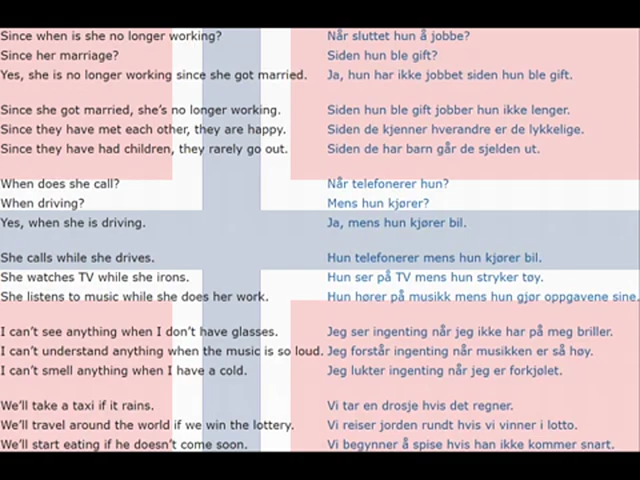 Since when is she no longer working? Når sluttet hun å jobbe?
Since her marriage? Siden hun ble gift?
Yes, she is no longer working since she got married. Ja, hun har ikke jobbet siden hun ble gift.
Since she got married, she's no longer working. Siden hun ble gift jobber hun ikke lenger.
Since they have met each other, they are happy. Siden de kjenner hverandre er de lykkelige.
Since they have had children, they rarely go out. Siden de har barn går de sjelden ut.
When does she call? Når telefonerer hun?
When driving? Mens hun kjører?
Yes, when she is driving. Ja, mens hun kjører bil.
She calls while she drives. Hun telefonerer mens hun kjører bil.
She watches TV while she irons. Hun ser på TV mens hun stryker tøy.
She listens to music while she does her work. Hun hører på musikk mens hun gjør oppgavene sine.
I can't see anything when I don't have glasses. Jeg ser ingenting når jeg ikke har på meg briller.
I can't understand anything when the music is so loud. Jeg forstår ingenting når musikken er så høy.
I can't smell anything when I have a cold. Jeg lukter ingenting når jeg er forkjølet.
We'll take a taxi if it rains. Vi tar en drosje hvis det regner.
We'll travel around the world if we win the lottery. Vi reiser jorden rundt hvis vi vinner i lotto.
We'll start eating if he doesn't come soon. Vi begynner å spise hvis han ikke kommer snart.